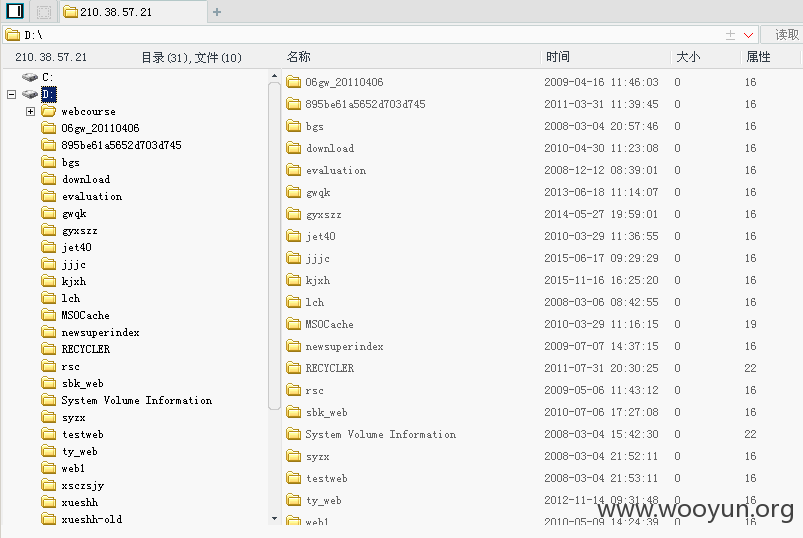 210.38.57.21 +
D:\ 读取
210.38.57.21 目录(31),文件(10) 名称 时间 大小 属性
C:
D:
webcourse
06gw_20110406
895be61a5652d703d745
bgs
download
evaluation
gwqk
gyxszz
jet40
jjjc
kjxh
lch
MSOCache
newsuperindex
RECYCLER
rsc
sbk_web
System Volume Information
syzx
testweb
ty_web
web1
xsczsjy
xueshh
xueshh-old
06gw_20110406 2009-04-16 11:46:03 0 16
895be61a5652d703d745 2011-03-31 11:39:45 0 16
bgs 2008-03-04 20:57:46 0 16
download 2010-04-30 11:23:08 0 16
evaluation 2008-12-12 08:39:01 0 16
gwqk 2013-06-18 11:14:07 0 16
gyxszz 2014-05-27 19:59:01 0 16
jet40 2010-03-29 11:36:55 0 16
jjjc 2015-06-17 09:29:29 0 16
kjxh 2015-11-16 16:25:20 0 16
lch 2008-03-06 08:42:55 0 16
MSOCache 2010-03-29 11:16:15 0 19
newsuperindex 2009-07-07 14:37:15 0 16
RECYCLER 2011-07-31 20:30:25 0 22
rsc 2009-05-06 11:43:12 0 16
sbk_web 2010-07-06 17:27:08 0 16
System Volume Information 2008-03-04 15:42:30 0 22
syzx 2008-03-04 21:52:11 0 16
testweb 2008-03-04 21:53:11 0 16
ty_web 2012-11-14 09:31:48 0 16
web1 2010-05-09 14:24:39 0 16
www.wooyun.org